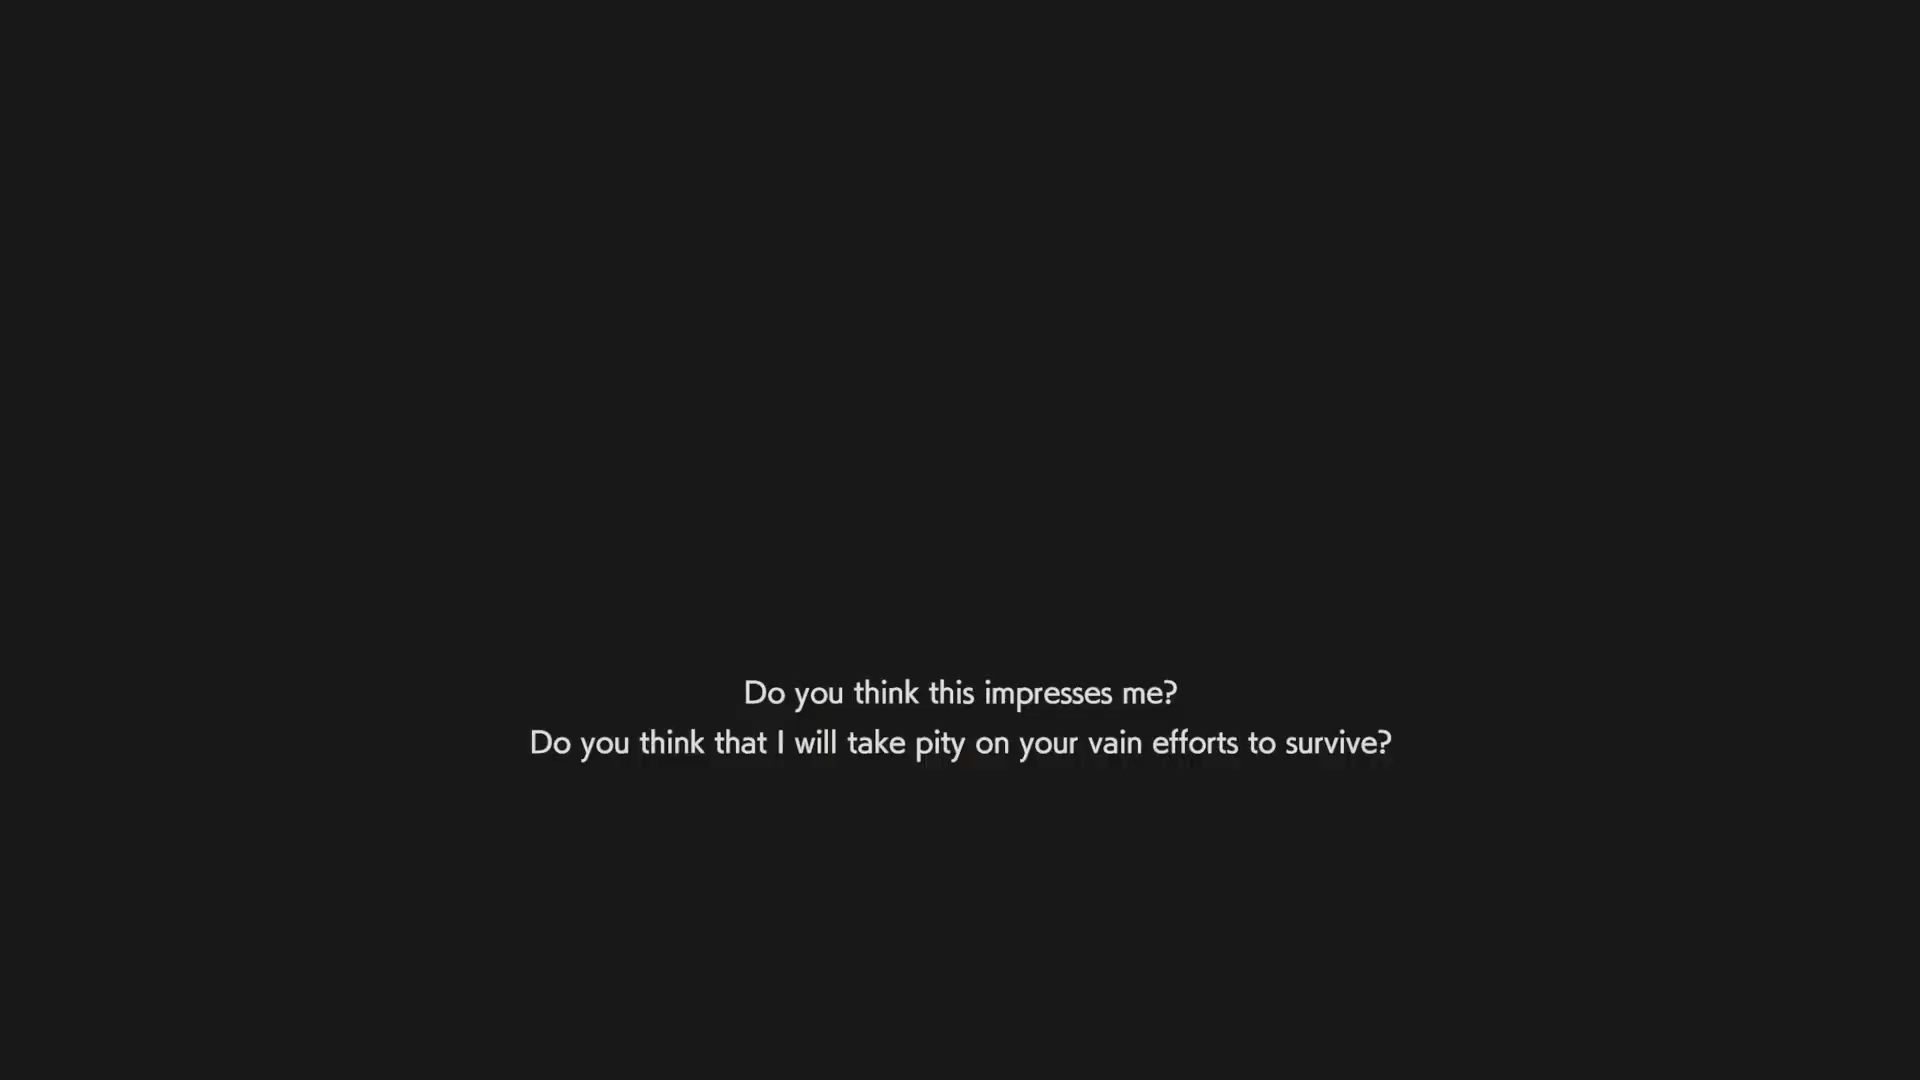 Do you think this impresses me?
Do you think that I will take pity on your vain efforts to survive?